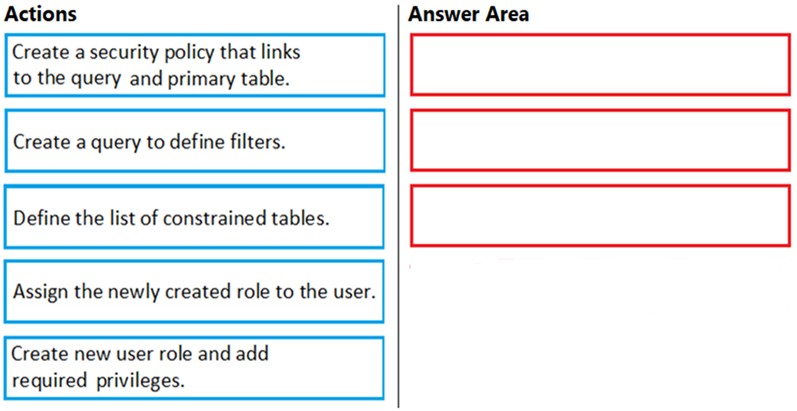 Actions
Answer Area
Create a security policy that links
to the query and primary table.
Create a query to define filters.
Define the list of constrained tables.
Assign the newly created role to the user.
Create new user role and add
required privileges.